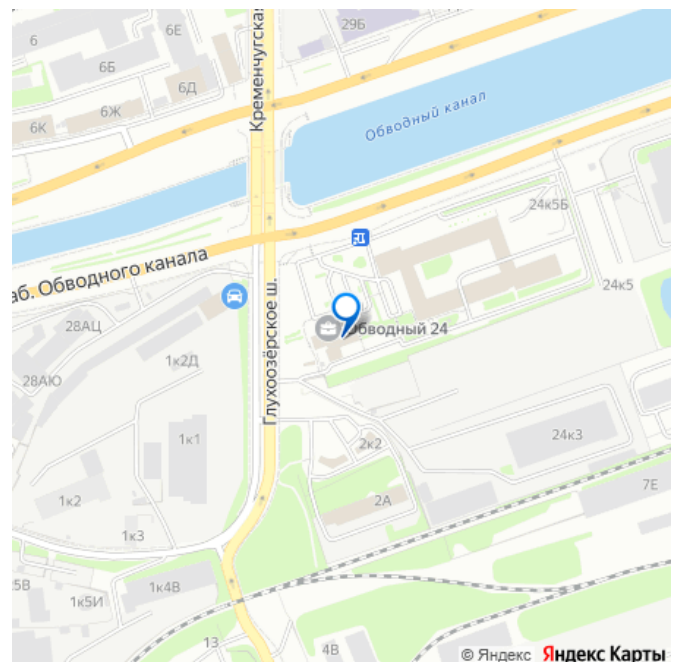 6
6Е
29Б
6Б
6Д
6Ж
6К
Кременчугская
Обводный канал
24к5Б
аб. Обводного канала
24к5
28АЦ
Глухоозёрское ш.
Обводный 24
1к2Д
28АЮ
1к1
2к2
24к3
7Е
1к2
2А
1к3
5В
1к4В
1к5И
13
4В
© Яндекс Яндекс Карты